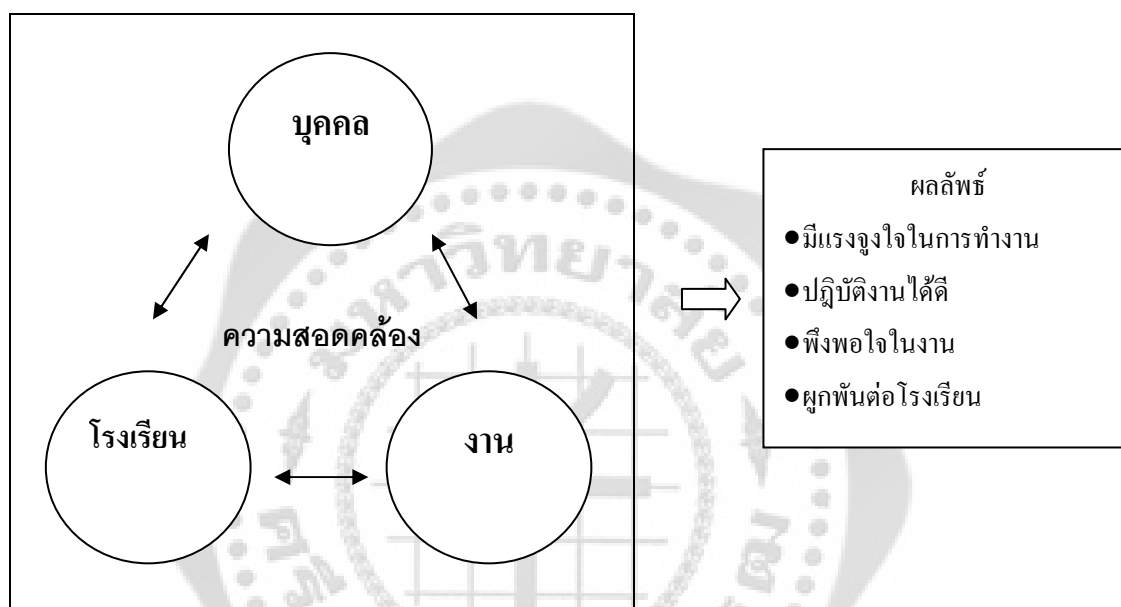 บุคคล
ความสอดคล้อง
โรงเรียน
งาน
ผลลัพธ์
●มีแรงจูงใจในการทำงาน
●ปฎิบัติงานได้ดี
●พึงพอใจในงาน
●ผูกพันต่อโรงเรียน